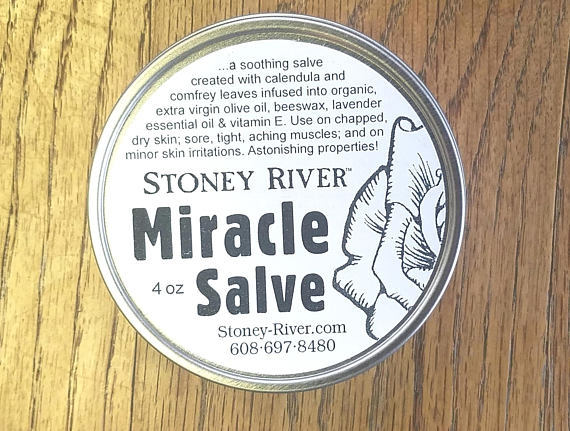 ...a soothing salve
created with calendula and
comfrey leaves infused into organic,
extra virgin olive oil, beeswax, lavender
essential oil & vitamin E. Use on chapped,
dry skin; sore, tight, aching muscles; and on
minor skin irritations. Astonishing properties!
STONEY RIVER™
Miracle
4 oz Salve
Stoney-River.com
608·697·8480